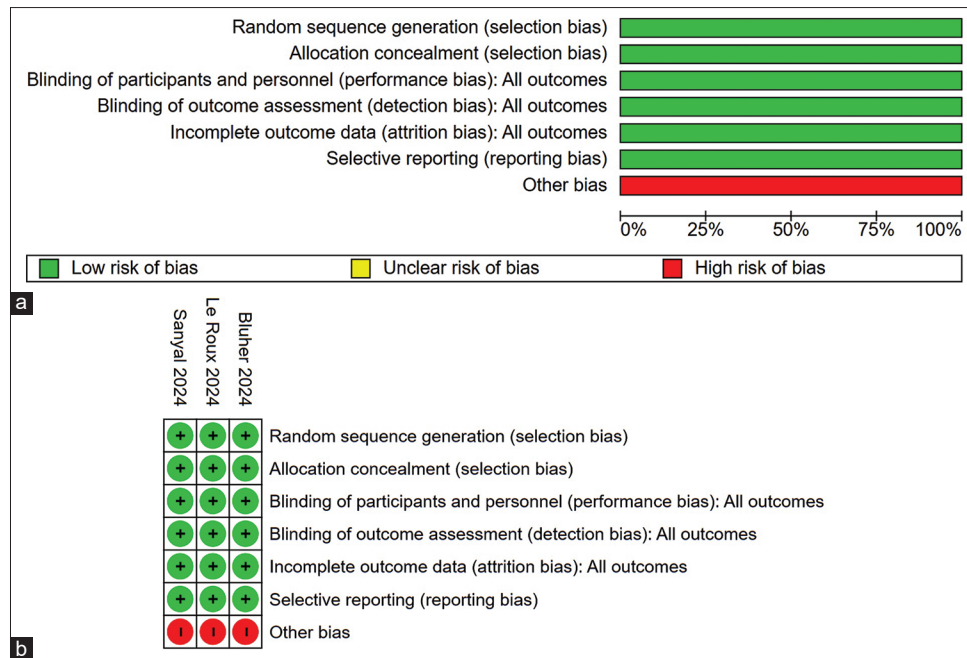 Random sequence generation (selection bias)
Allocation concealment (selection bias)
Blinding of participants and personnel (performance bias): All outcomes
Blinding of outcome assessment (detection bias): All outcomes
Incomplete outcome data (attrition bias): All outcomes
Selective reporting (reporting bias)
Other bias
0% 25% 50% 75% 100%
Low risk of bias Unclear risk of bias High risk of bias
a
Sanyal 2024
Le Roux 2024
Bluher 2024
+ + + Random sequence generation (selection bias)
+ + + Allocation concealment (selection bias)
+ + + Blinding of participants and personnel (performance bias): All outcomes
+ + + Blinding of outcome assessment (detection bias): All outcomes
+ + + Incomplete outcome data (attrition bias): All outcomes
+ + + Selective reporting (reporting bias)
− − − Other bias
b